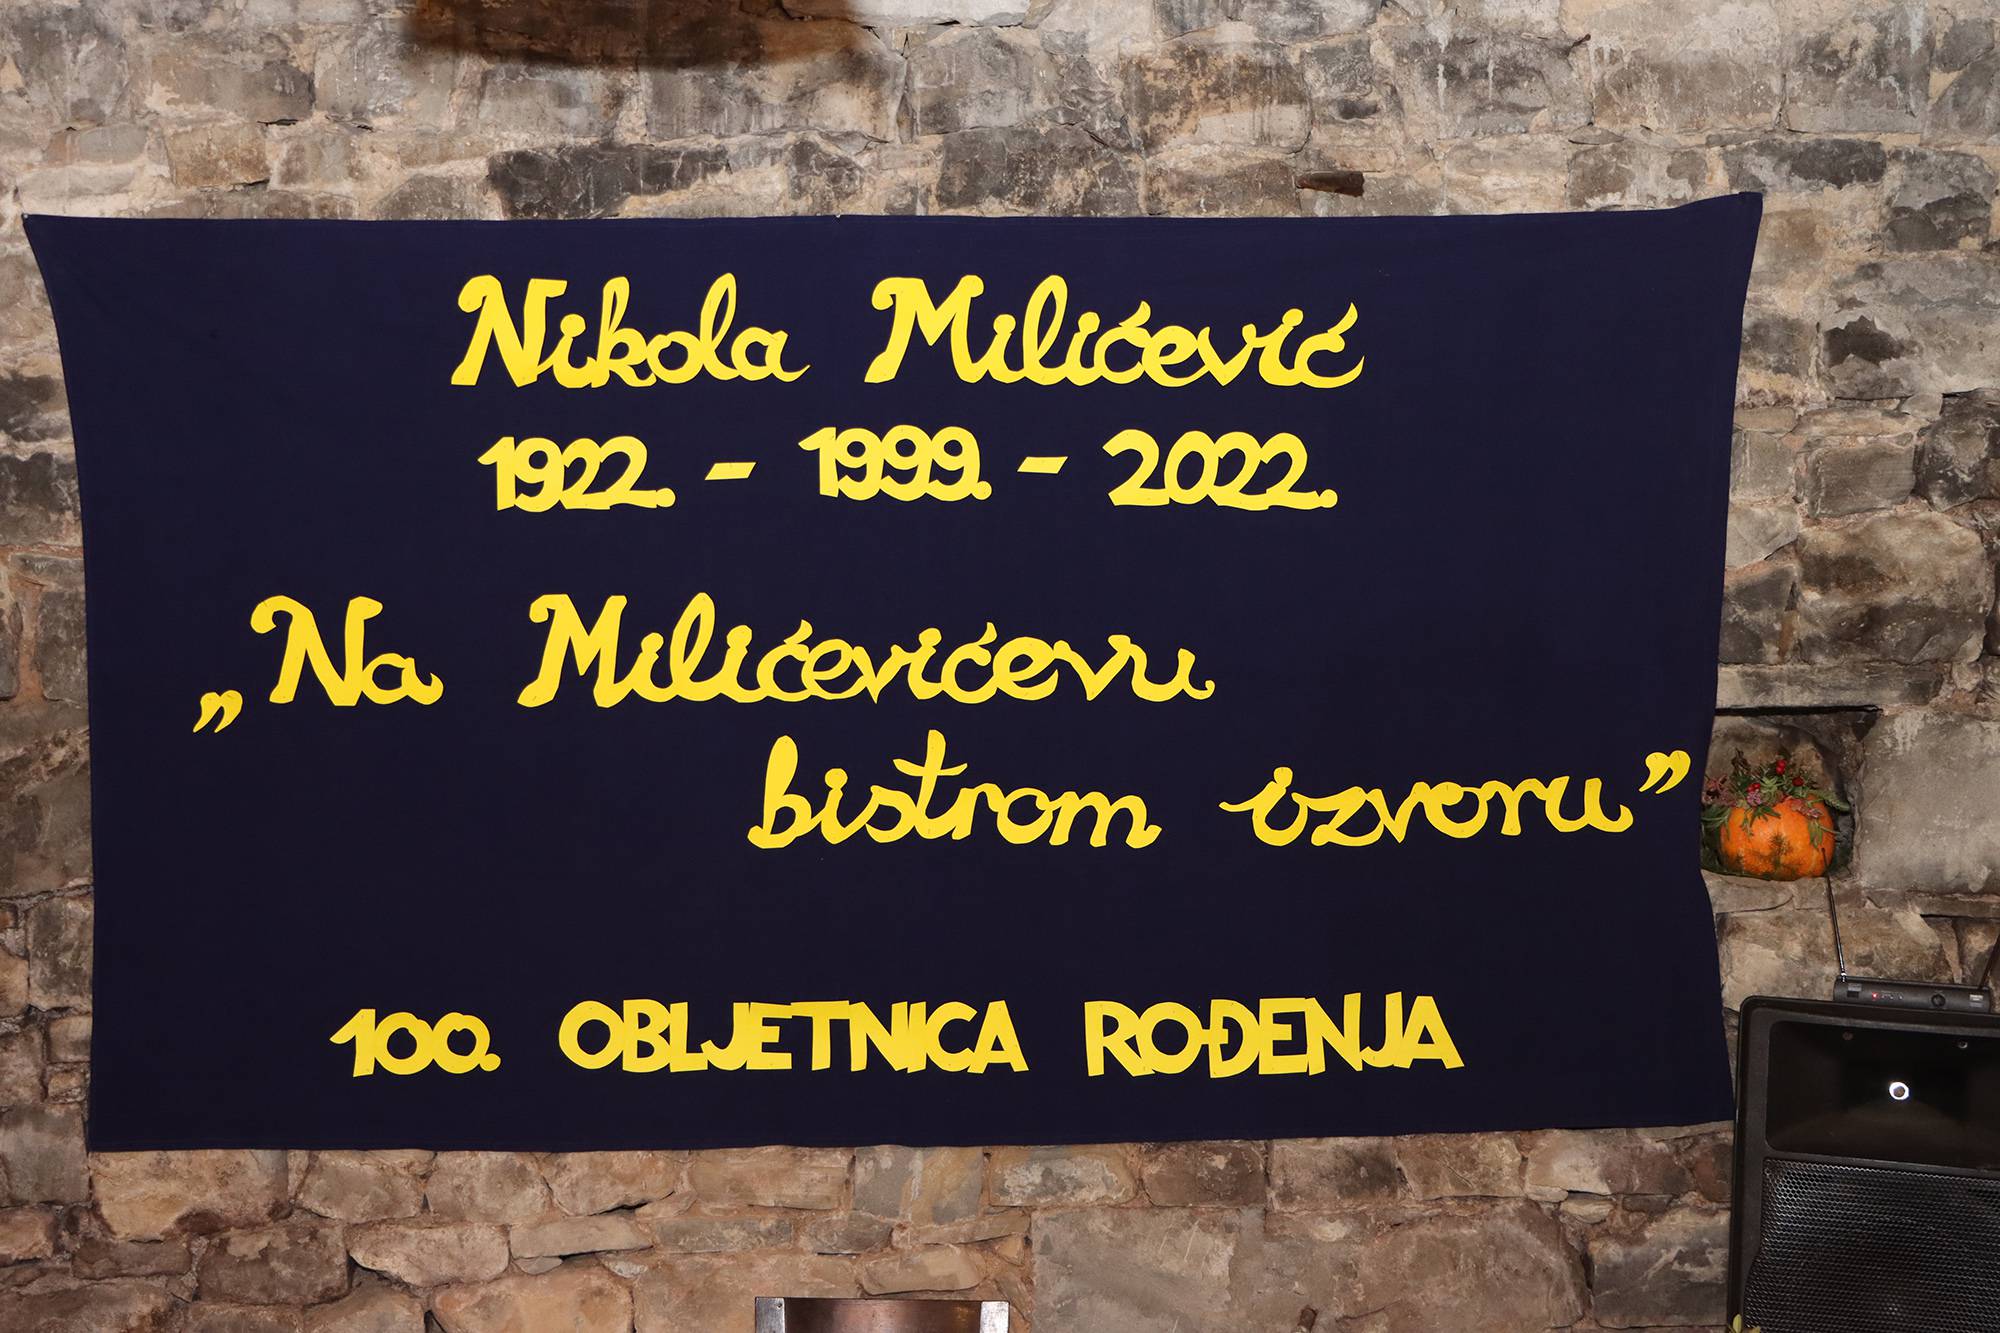 Nikola Milićević
1922. - 1999. - 2022.
„Na Milićevićevu
bistrom izvoru”
100. OBLJETNICA ROĐENJA